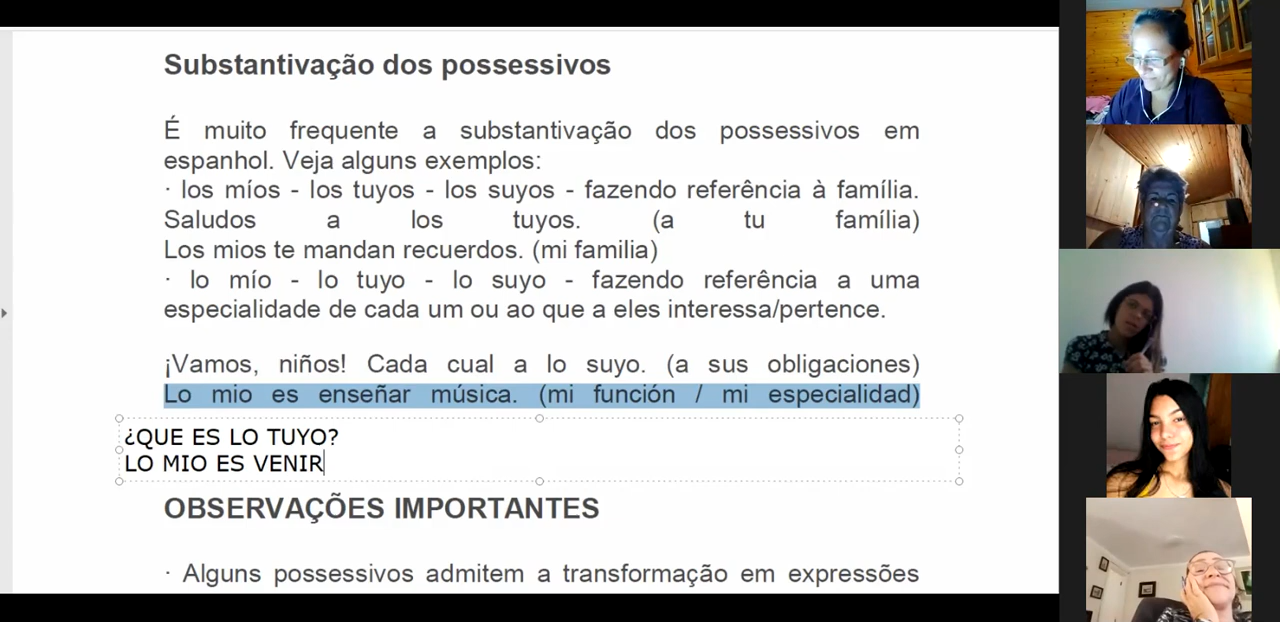 Substantivação dos possessivos
É muito frequente a substantivação dos possessivos em
espanhol. Veja alguns exemplos:
· los míos - los tuyos - los suyos - fazendo referência à família.
Saludos a los tuyos. (a tu família)
Los mios te mandan recuerdos. (mi familia)
· lo mío - lo tuyo - lo suyo - fazendo referência a uma
especialidade de cada um ou ao que a eles interessa/pertence.
¡Vamos, niños! Cada cual a lo suyo. (a sus obligaciones)
Lo mio es enseñar música. (mi función / mi especialidad)
¿QUE ES LO TUYO?
LO MIO ES VENIR
OBSERVAÇÕES IMPORTANTES
· Alguns possessivos admitem a transformação em expressões